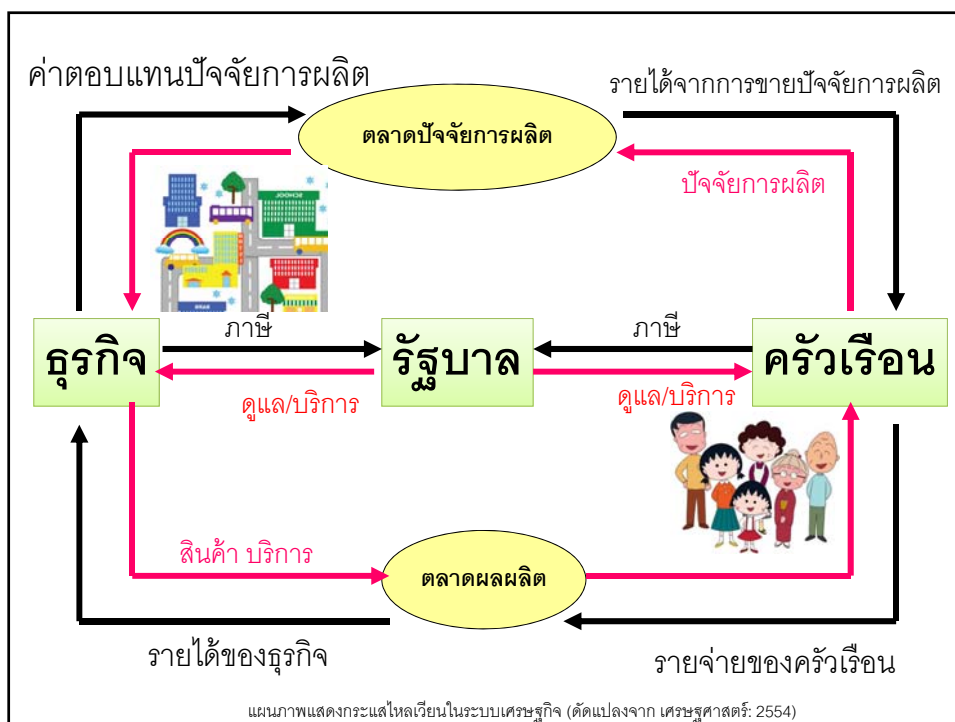 ค่าตอบแทนปัจจัยการผลิต
รายได้จากการขายปัจจัยการผลิต
ตลาดปัจจัยการผลิต
ปัจจัยการผลิต
SCHOOL
ภาษี
ภาษี
ธุรกิจ
รัฐบาล
ครัวเรือน
ดูแล/บริการ
ดูแล/บริการ
สินค้า บริการ
ตลาดผลผลิต
รายได้ของธุรกิจ
รายจ่ายของครัวเรือน
แผนภาพแสดงกระแสไหลเวียนในระบบเศรษฐกิจ (ดัดแปลงจาก เศรษฐศาสตร์: 2554)